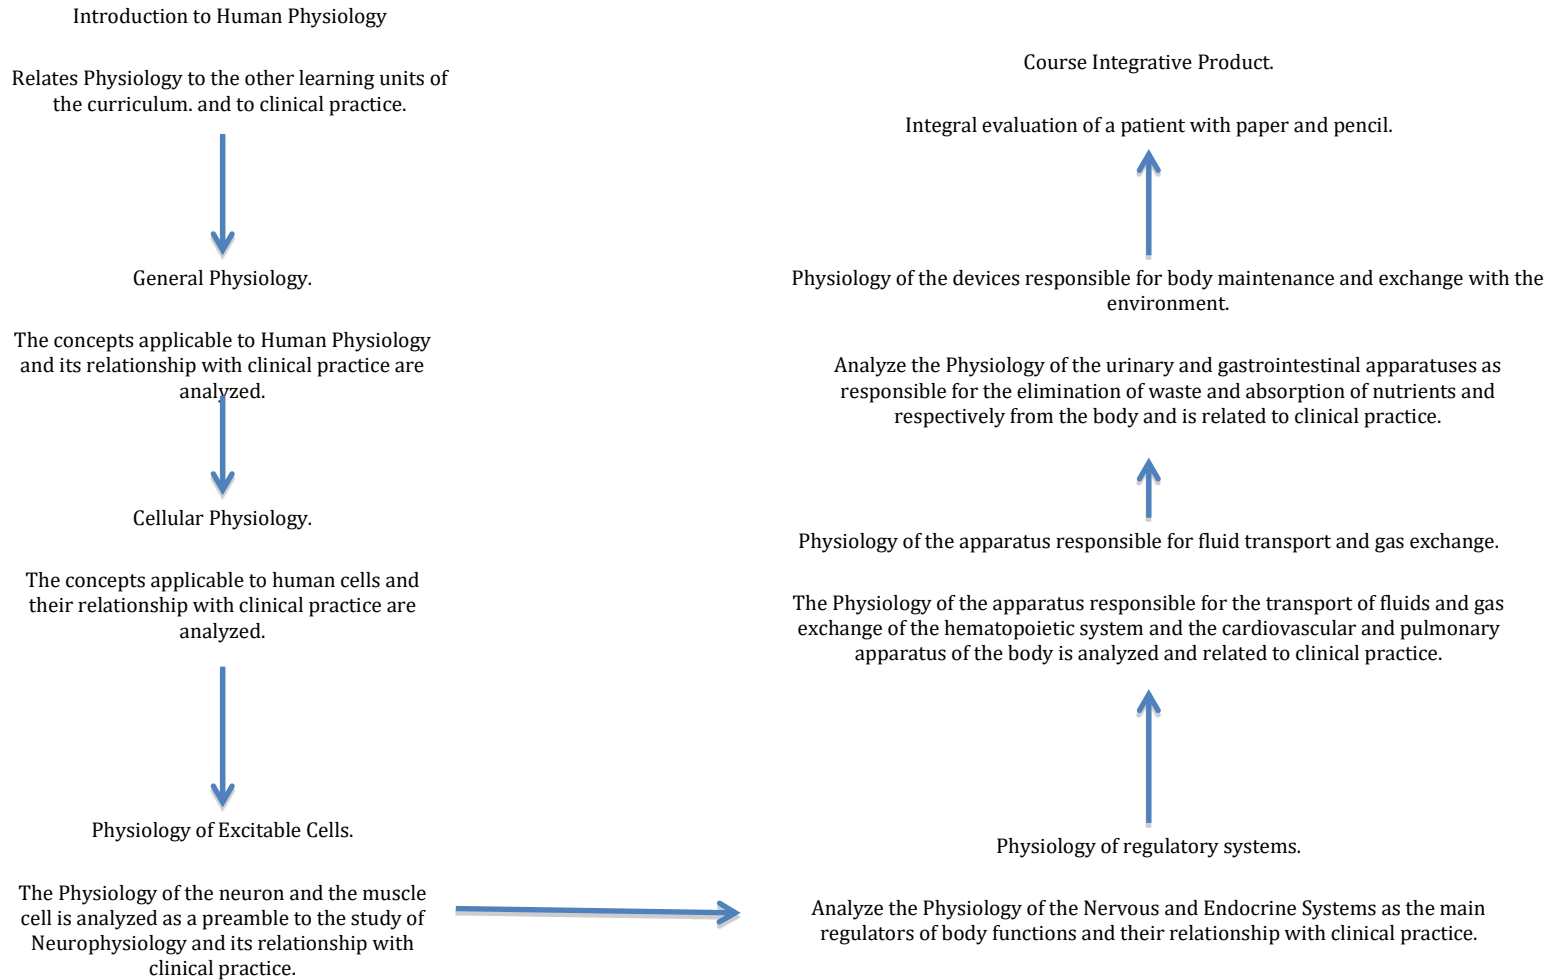 Introduction to Human Physiology
Relates Physiology to the other learning units of
the curriculum. and to clinical practice.
General Physiology.
The concepts applicable to Human Physiology
and its relationship with clinical practice are
analyzed.
Cellular Physiology.
The concepts applicable to human cells and
their relationship with clinical practice are
analyzed.
Physiology of Excitable Cells.
The Physiology of the neuron and the muscle
cell is analyzed as a preamble to the study of
Neurophysiology and its relationship with
clinical practice.
Physiology of regulatory systems.
Analyze the Physiology of the Nervous and Endocrine Systems as the main
regulators of body functions and their relationship with clinical practice.
Physiology of the apparatus responsible for fluid transport and gas exchange.
The Physiology of the apparatus responsible for the transport of fluids and gas
exchange of the hematopoietic system and the cardiovascular and pulmonary
apparatus of the body is analyzed and related to clinical practice.
Physiology of the devices responsible for body maintenance and exchange with the
environment.
Analyze the Physiology of the urinary and gastrointestinal apparatuses as
responsible for the elimination of waste and absorption of nutrients and
respectively from the body and is related to clinical practice.
Course Integrative Product.
Integral evaluation of a patient with paper and pencil.